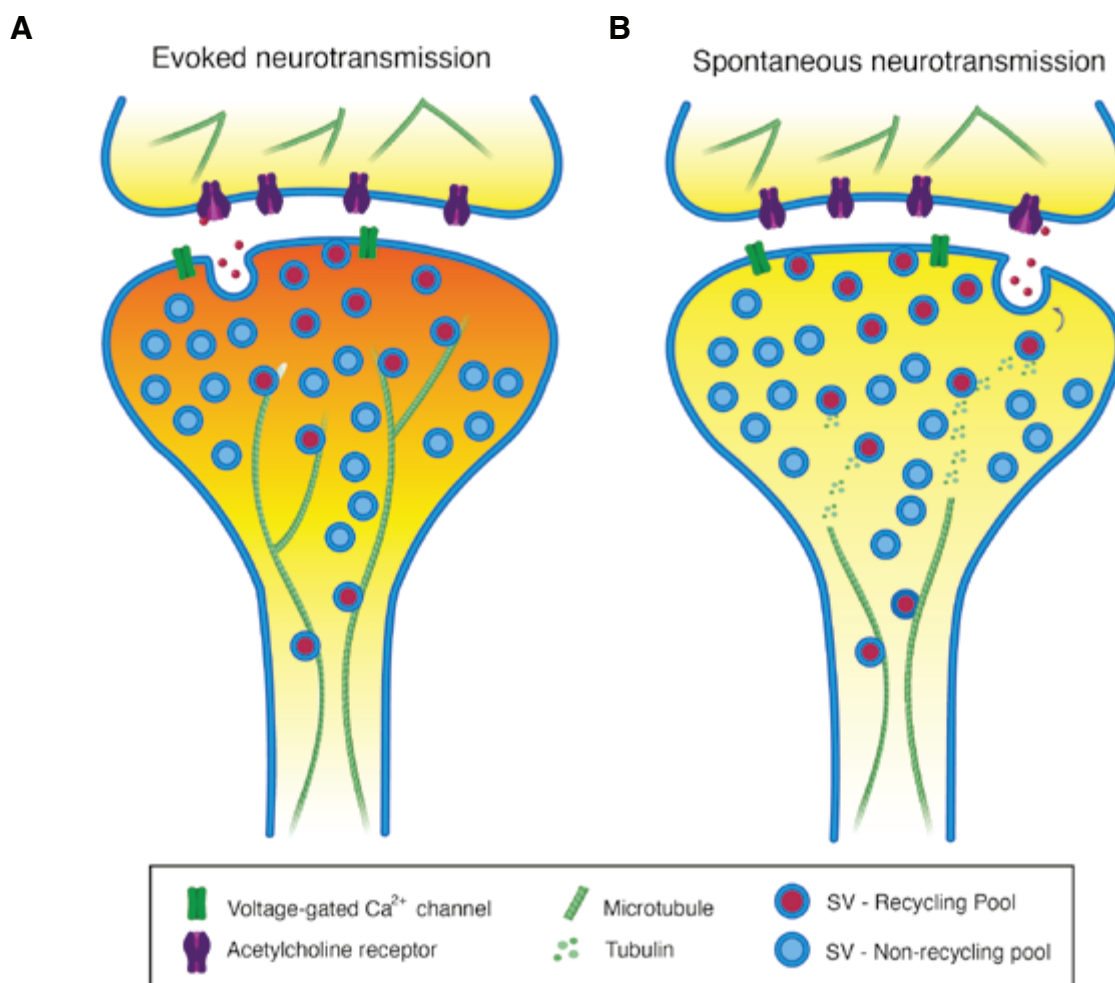 A
B
Evoked neurotransmission
Spontaneous neurotransmission
Voltage-gated Ca²⁺ channel
Microtubule
SV - Recycling Pool
Acetylcholine receptor
Tubulin
SV - Non-recycling pool